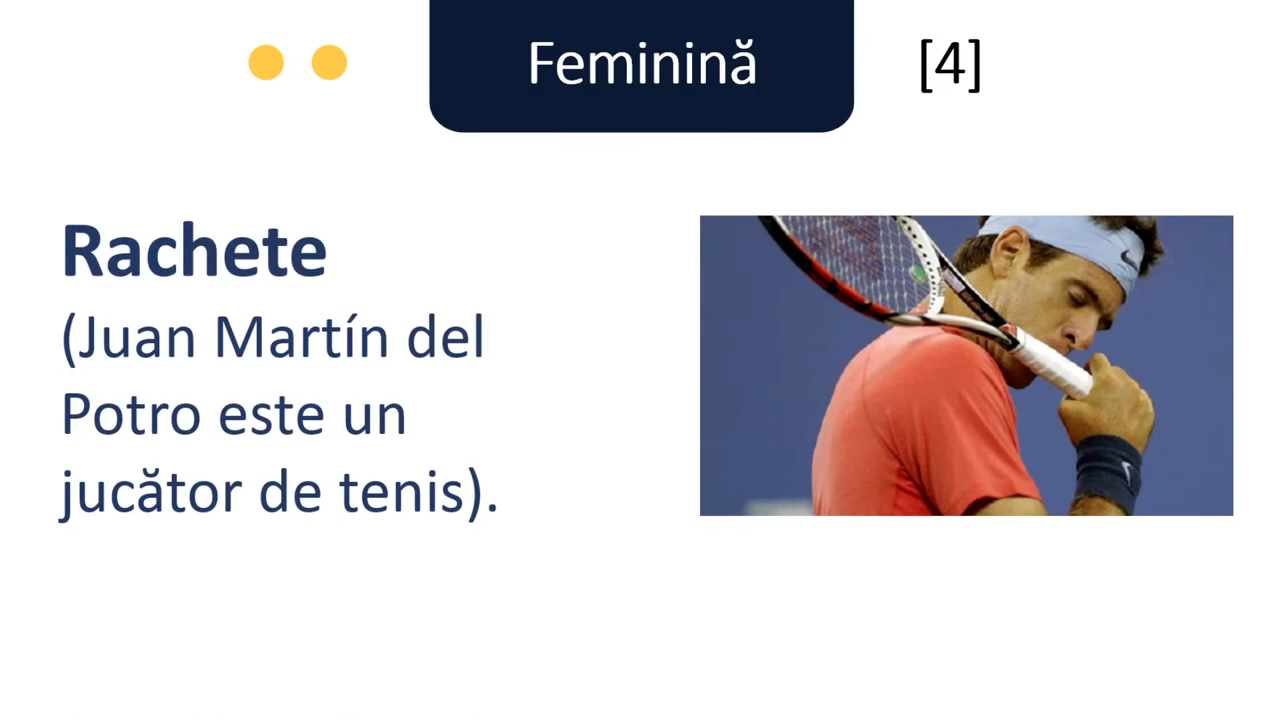 Feminină
[4]
Rachete
(Juan Martín del
Potro este un
jucător de tenis).